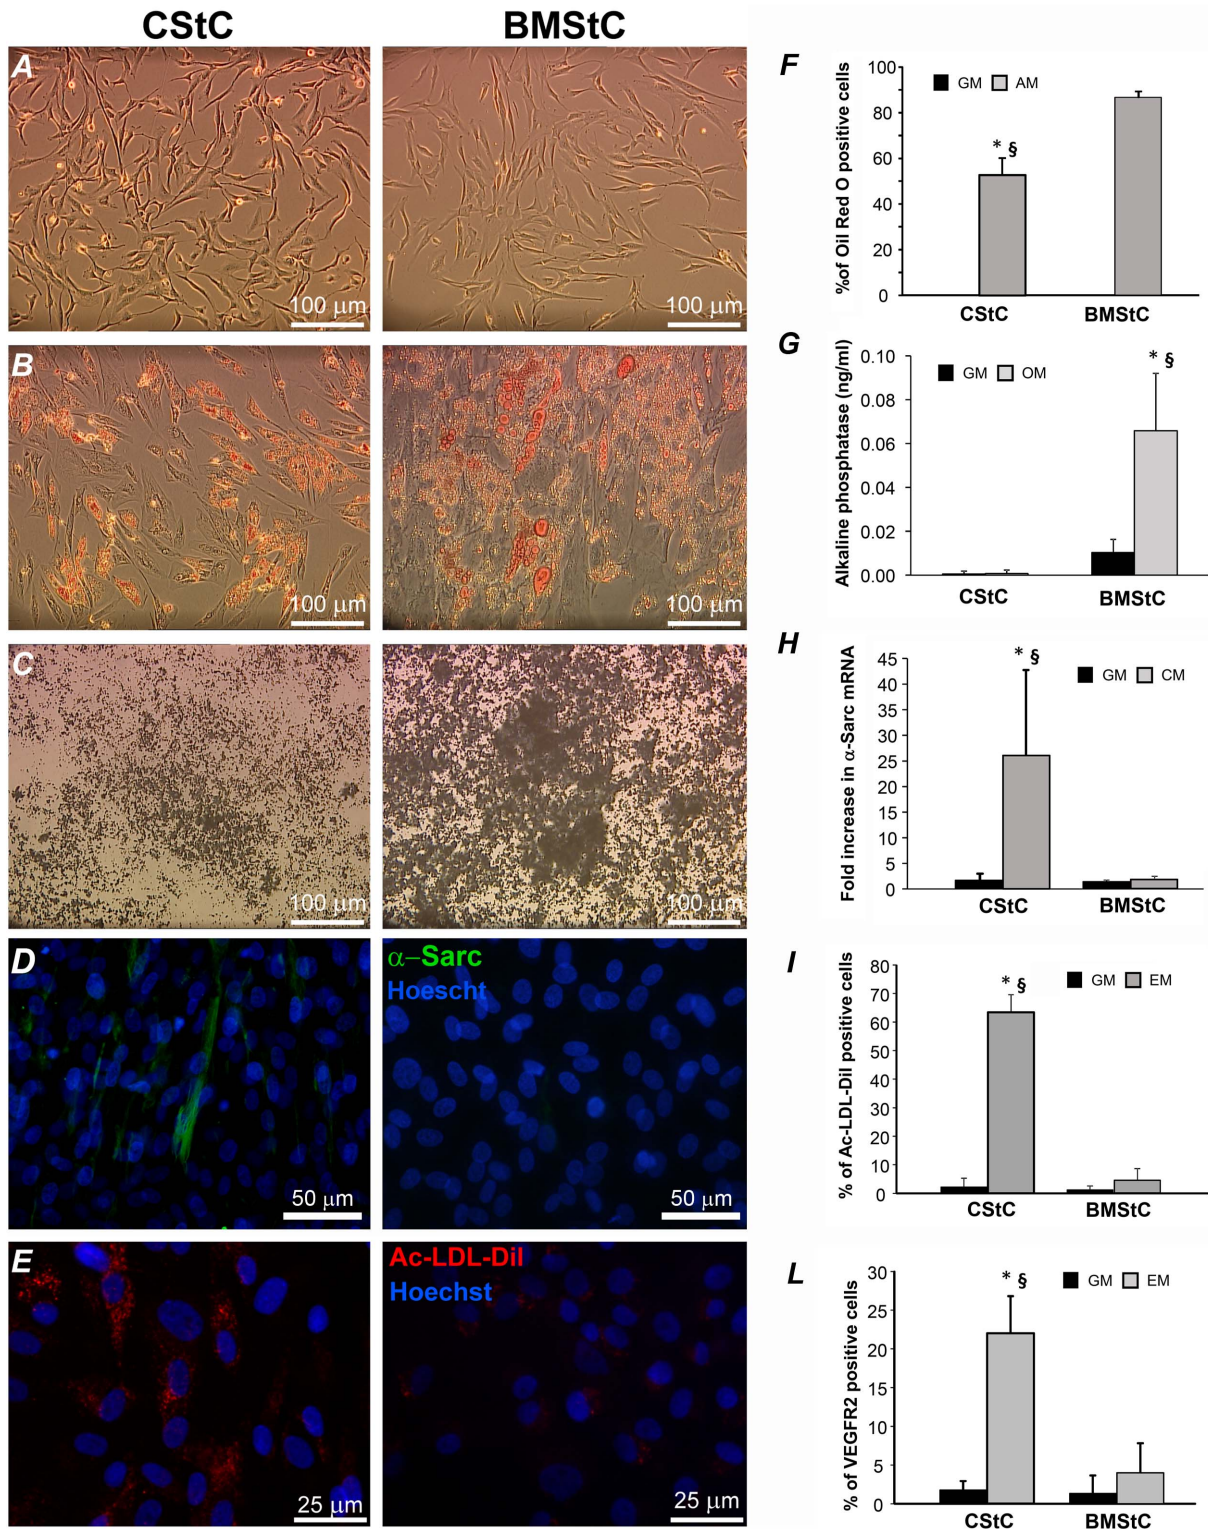 CStC
BMStC
A
100 μm
100 μm
B
100 μm
100 μm
C
100 μm
100 μm
D
50 μm
α–Sarc
Hoescht
50 μm
E
25 μm
Ac-LDL-Dil
Hoechst
25 μm
F
%of Oil Red O positive cells
100
80
60
40
20
0
GM AM
* §
CStC BMStC
G
Alkaline phosphatase (ng/ml)
0.10
0.08
0.06
0.04
0.02
0.00
GM OM
* §
CStC BMStC
H
Fold increase in α-Sarc mRNA
45
40
35
30
25
20
15
10
5
0
* §
GM CM
CStC BMStC
I
% of Ac-LDL-Dil positive cells
80
70
60
50
40
30
20
10
0
* §
GM EM
CStC BMStC
L
% of VEGFR2 positive cells
30
25
20
15
10
5
0
* §
GM EM
CStC BMStC